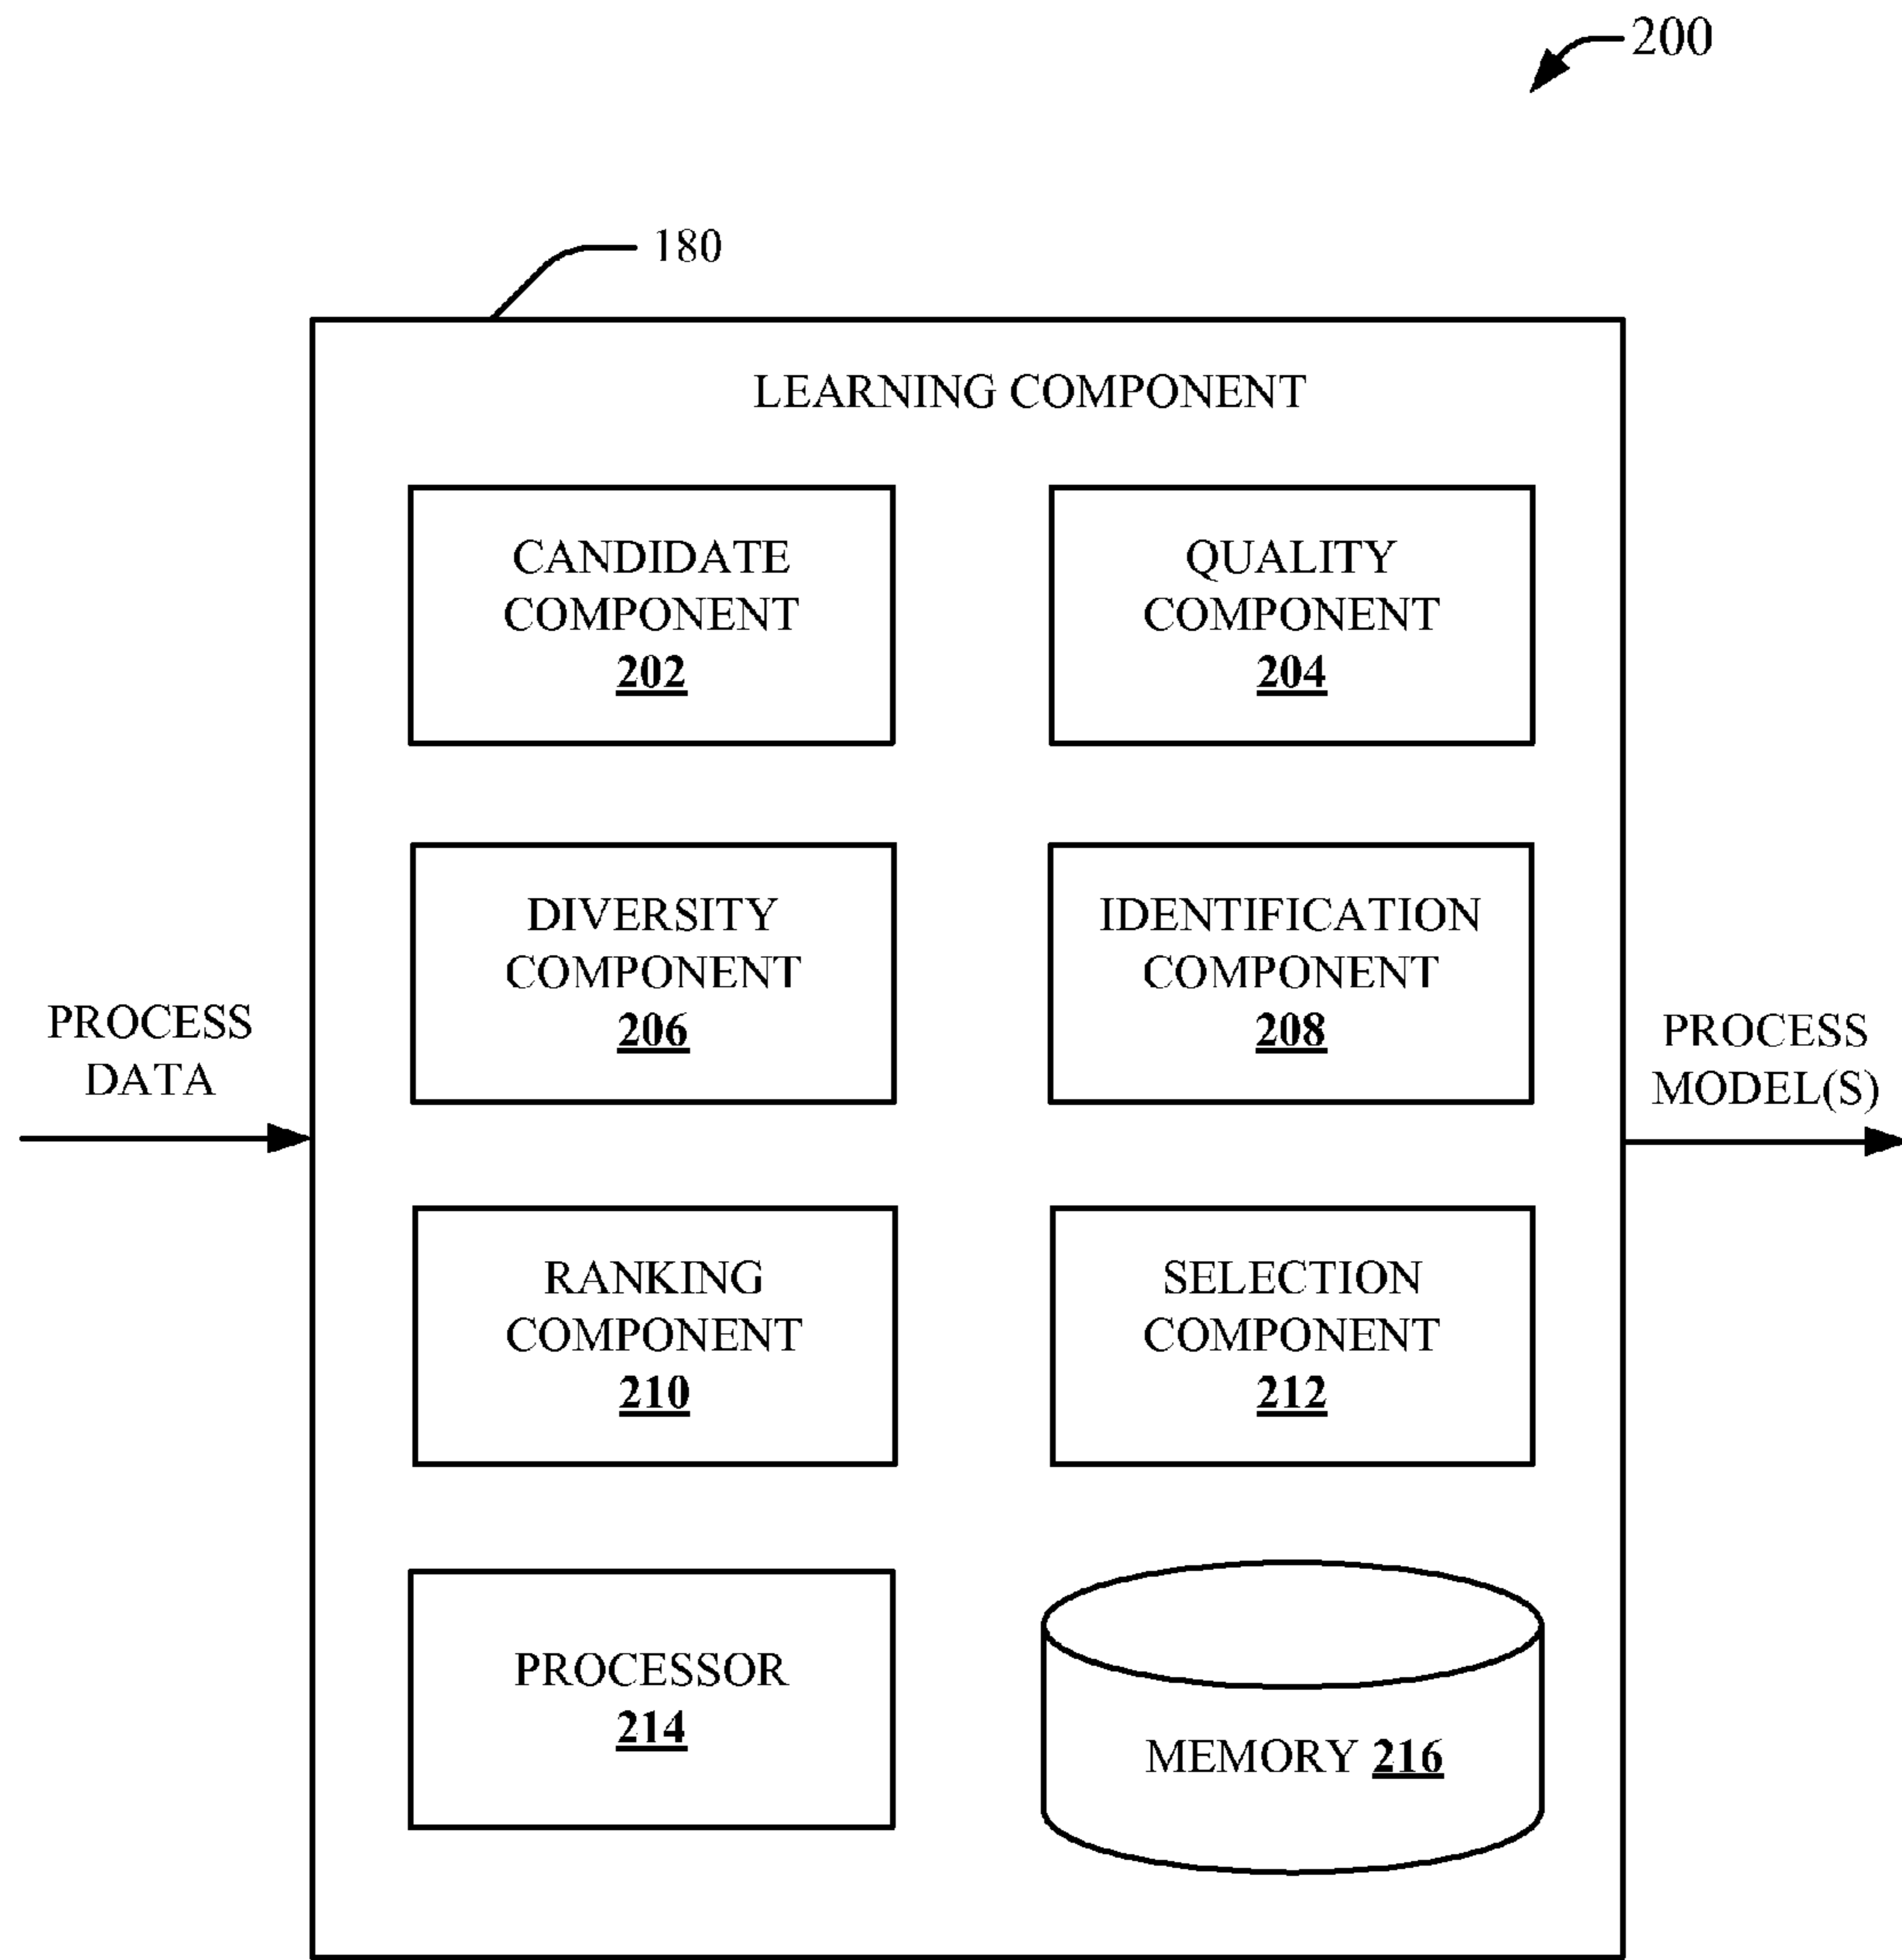 200
180
LEARNING COMPONENT
CANDIDATE
COMPONENT
202
QUALITY
COMPONENT
204
DIVERSITY
COMPONENT
206
IDENTIFICATION
COMPONENT
208
PROCESS
DATA
PROCESS
MODEL(S)
RANKING
COMPONENT
210
SELECTION
COMPONENT
212
PROCESSOR
214
MEMORY 216